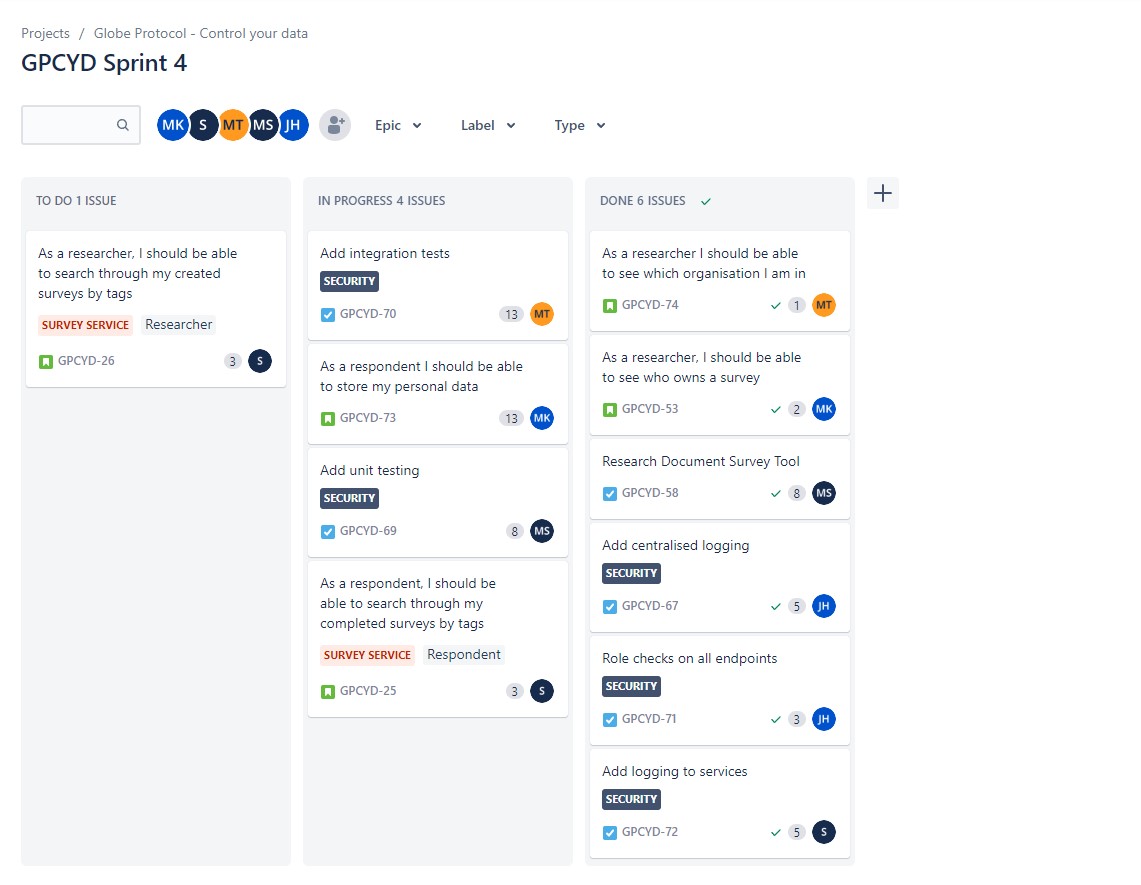 Projects / Globe Protocol - Control your data
GPCYD Sprint 4
MK S MT MS JH Epic Label Type
TO DO 1 ISSUE
As a researcher, I should be able
to search through my created
surveys by tags
SURVEY SERVICE Researcher
GPCYD-26 3 S
IN PROGRESS 4 ISSUES
Add integration tests
SECURITY
GPCYD-70 13 MT
As a respondent I should be able
to store my personal data
GPCYD-73 13 MK
Add unit testing
SECURITY
GPCYD-69 8 MS
As a respondent, I should be
able to search through my
completed surveys by tags
SURVEY SERVICE Respondent
GPCYD-25 3 S
DONE 6 ISSUES
As a researcher I should be able
to see which organisation I am in
GPCYD-74 1 MT
As a researcher, I should be able
to see who owns a survey
GPCYD-53 2 MK
Research Document Survey Tool
GPCYD-58 8 MS
Add centralised logging
SECURITY
GPCYD-67 5 JH
Role checks on all endpoints
SECURITY
GPCYD-71 3 JH
Add logging to services
SECURITY
GPCYD-72 5 S